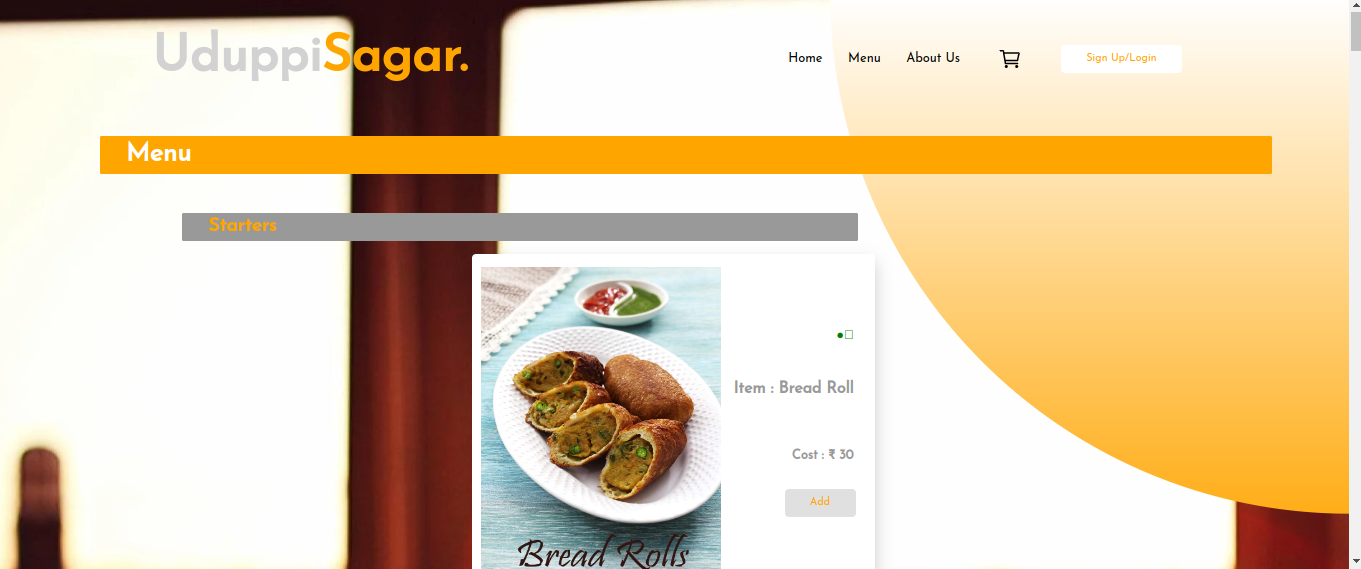 UduppiSagar.
Home Menu About Us Sign Up/Login
Menu
Starters
Item : Bread Roll
Cost : ₹ 30
Add
Bread Rolls